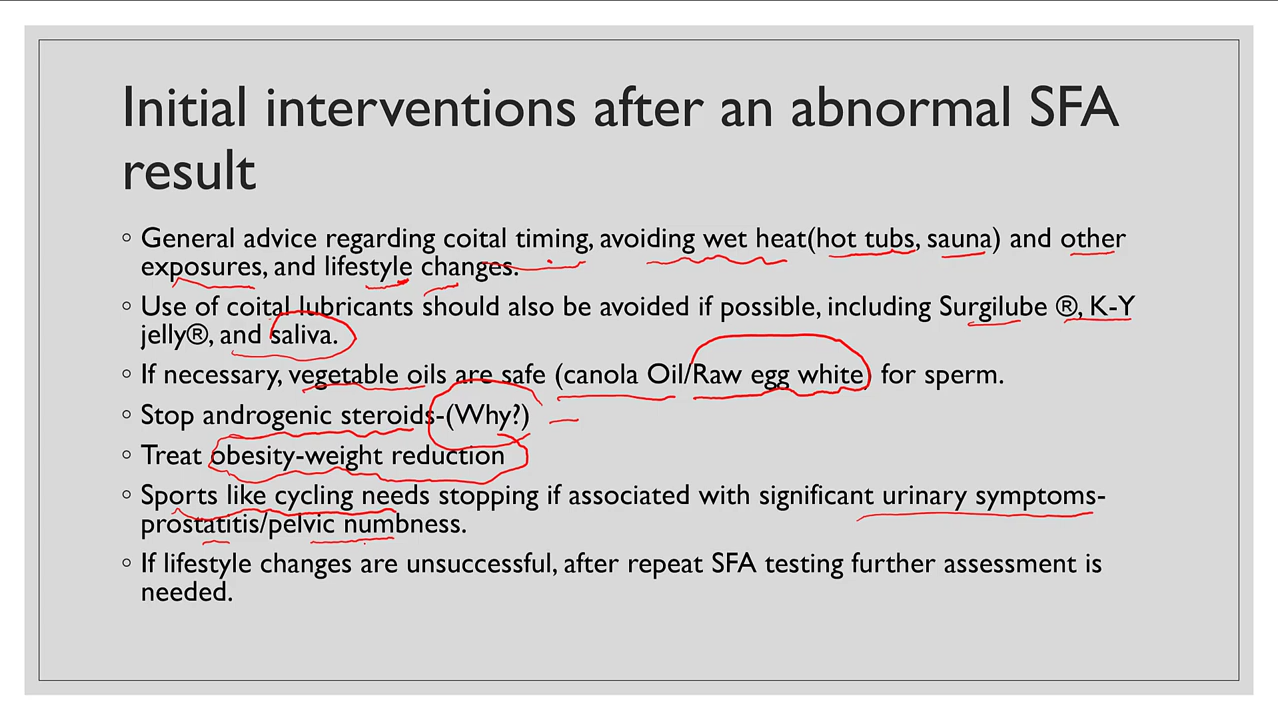 Initial interventions after an abnormal SFA
result
◦ General advice regarding coital timing, avoiding wet heat(hot tubs, sauna) and other
exposures, and lifestyle changes.
◦ Use of coital lubricants should also be avoided if possible, including Surgilube ®, K-Y
jelly®, and saliva.
◦ If necessary, vegetable oils are safe (canola Oil/Raw egg white) for sperm.
◦ Stop androgenic steroids-(Why?)
◦ Treat obesity-weight reduction
◦ Sports like cycling needs stopping if associated with significant urinary symptoms-
prostatitis/pelvic numbness.
◦ If lifestyle changes are unsuccessful, after repeat SFA testing further assessment is
needed.